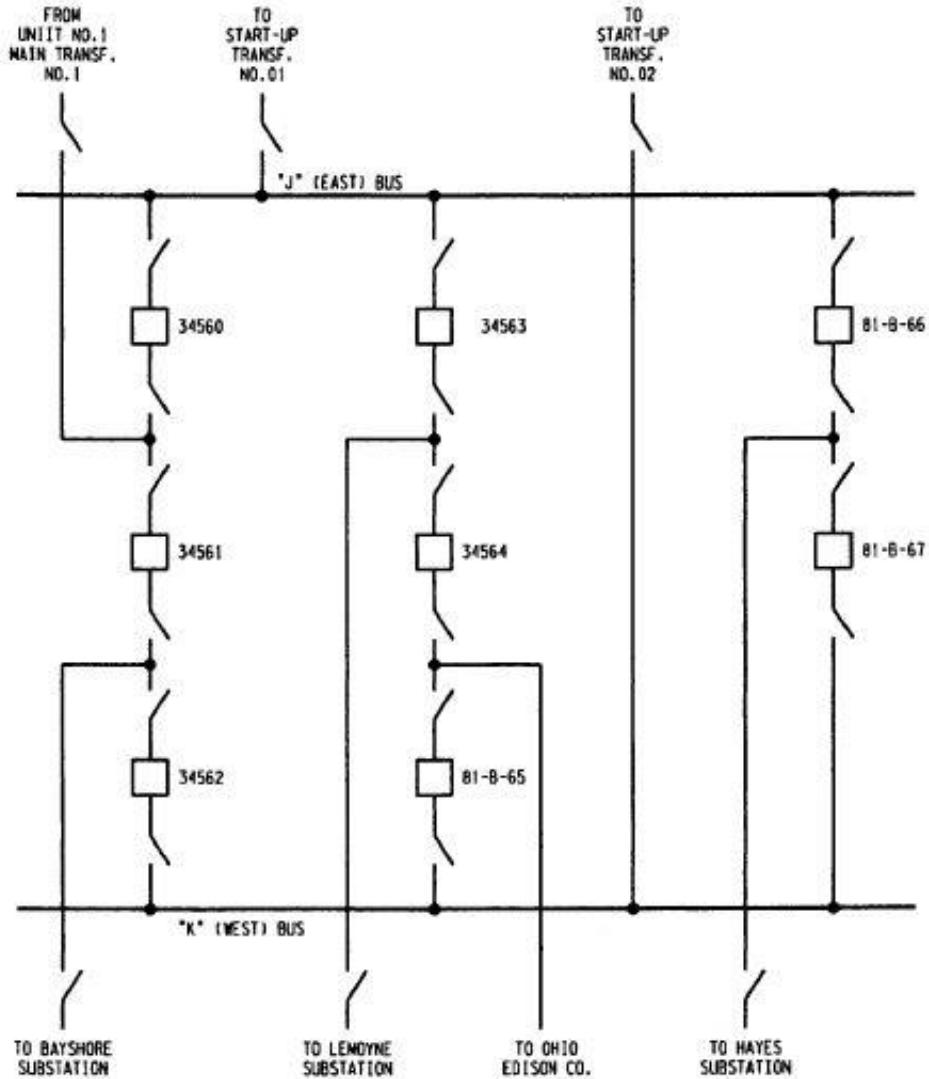 FROM
UNIIT NO.1
MAIN TRANSF.
NO.1
TO
START-UP
TRANSF.
NO.01
TO
START-UP
TRANSF.
NO.02
"J" (EAST) BUS
34560
34563
81-B-66
34561
34564
81-B-67
34562
81-B-65
"K" (WEST) BUS
TO BAYSHORE
SUBSTATION
TO LEMOYNE
SUBSTATION
TO OHIO
EDISON CO.
TO HAYES
SUBSTATION